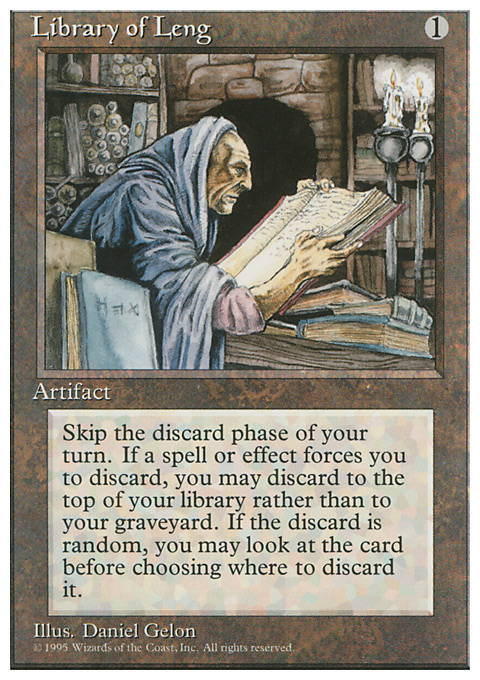 Library of Leng
1
Artifact
Skip the discard phase of your
turn. If a spell or effect forces you
to discard, you may discard to the
top of your library rather than to
your graveyard. If the discard is
random, you may look at the card
before choosing where to discard
it.
Illus. Daniel Gelon
© 1995 Wizards of the Coast, Inc. All rights reserved.